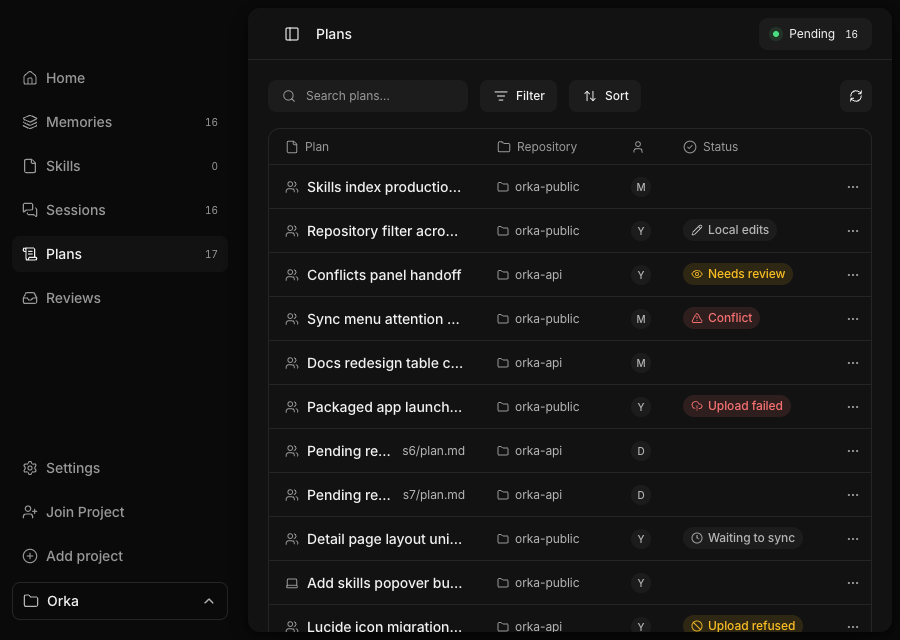 Plans
Pending 16
Home
Memories 16
Skills 0
Sessions 16
Plans 17
Reviews
Settings
Join Project
Add project
Orka
Search plans...
Filter
Sort
Plan Repository Status
Skills index productio... orka-public M
Repository filter acro... orka-public Y Local edits
Conflicts panel handoff orka-api Y Needs review
Sync menu attention ... orka-public M Conflict
Docs redesign table c... orka-api M
Packaged app launch... orka-public Y Upload failed
Pending re... s6/plan.md orka-api D
Pending re... s7/plan.md orka-api D
Detail page layout uni... orka-api Y Waiting to sync
Add skills popover bu... orka-public Y
Lucide icon migration... orka-api Y Upload refused